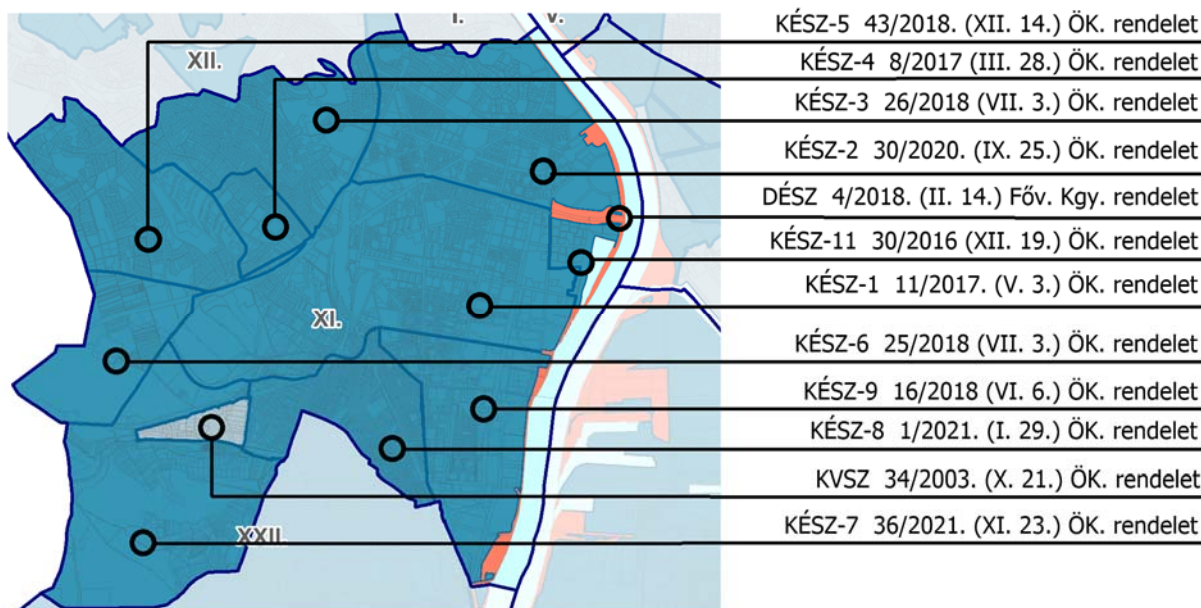 I.
V.
XII.
XI.
XXII.
KÉSZ-5 43/2018. (XII. 14.) ÖK. rendelet
KÉSZ-4 8/2017 (III. 28.) ÖK. rendelet
KÉSZ-3 26/2018 (VII. 3.) ÖK. rendelet
KÉSZ-2 30/2020. (IX. 25.) ÖK. rendelet
DÉSZ 4/2018. (II. 14.) Főv. Kgy. rendelet
KÉSZ-11 30/2016 (XII. 19.) ÖK. rendelet
KÉSZ-1 11/2017. (V. 3.) ÖK. rendelet
KÉSZ-6 25/2018 (VII. 3.) ÖK. rendelet
KÉSZ-9 16/2018 (VI. 6.) ÖK. rendelet
KÉSZ-8 1/2021. (I. 29.) ÖK. rendelet
KVSZ 34/2003. (X. 21.) ÖK. rendelet
KÉSZ-7 36/2021. (XI. 23.) ÖK. rendelet